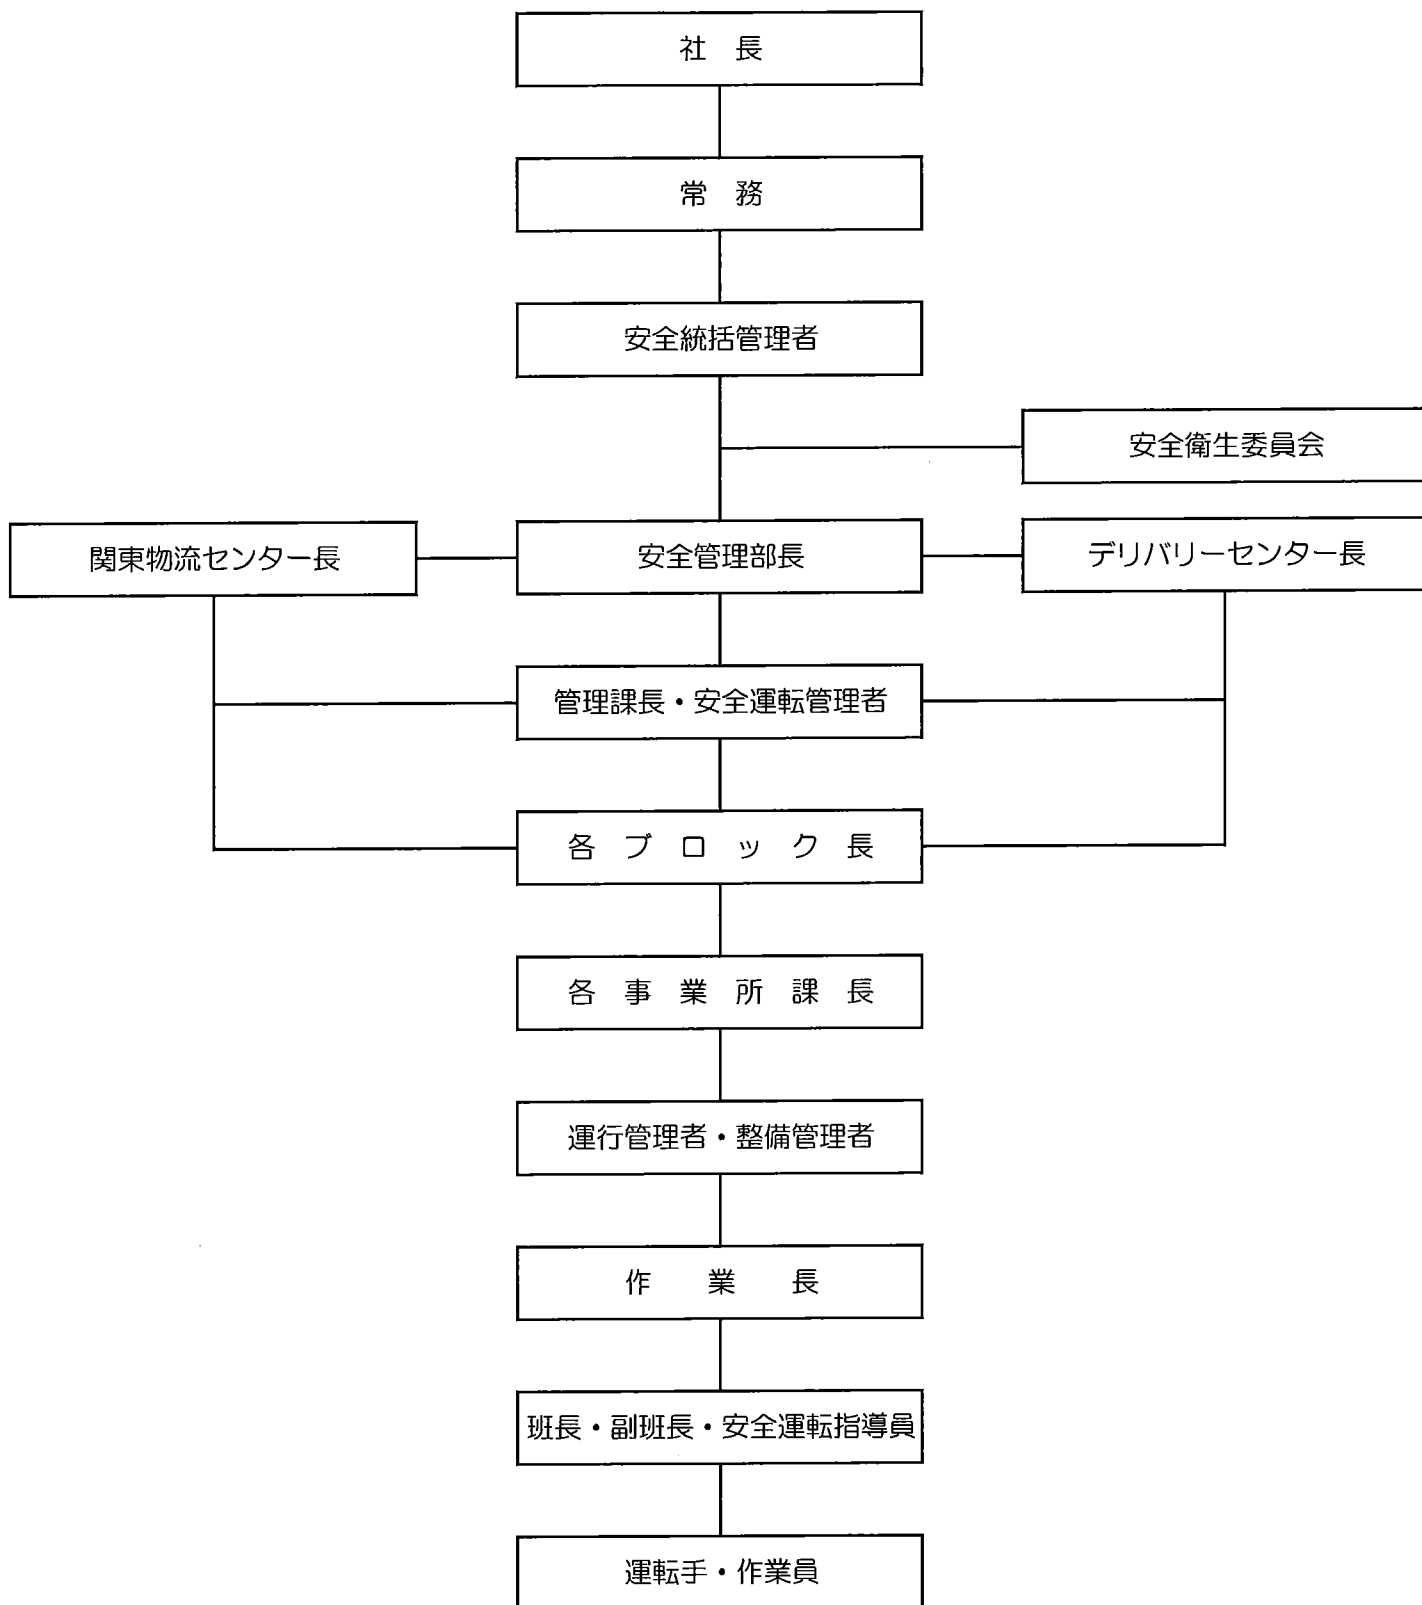 社 長
常 務
安全統括管理者
安全衛生委員会
関東物流センター長
安全管理部長
デリバリーセンター長
管理課長・安全運転管理者
各 ブ ロ ッ ク 長
各 事 業 所 課 長
運行管理者・整備管理者
作 業 長
班長・副班長・安全運転指導員
運転手・作業員